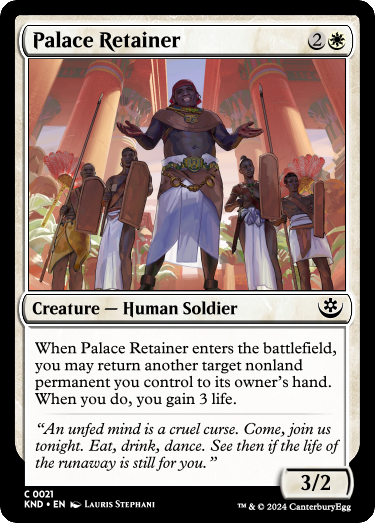 Palace Retainer 2
Creature — Human Soldier
When Palace Retainer enters the battlefield,
you may return another target nonland
permanent you control to its owner's hand.
When you do, you gain 3 life.
“An unfed mind is a cruel curse. Come, join us
tonight. Eat, drink, dance. See then if the life of
the runaway is still for you.”
3/2
C 0021
KND • EN Lauris Stephani
™ & © 2024 CanterburyEgg